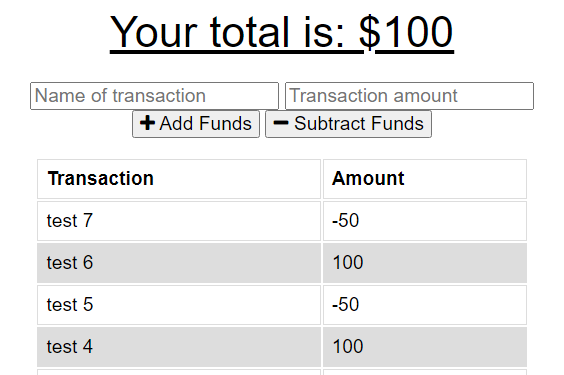 Your total is: $100
Name of transaction Transaction amount
+ Add Funds - Subtract Funds
Transaction Amount
test 7 -50
test 6 100
test 5 -50
test 4 100